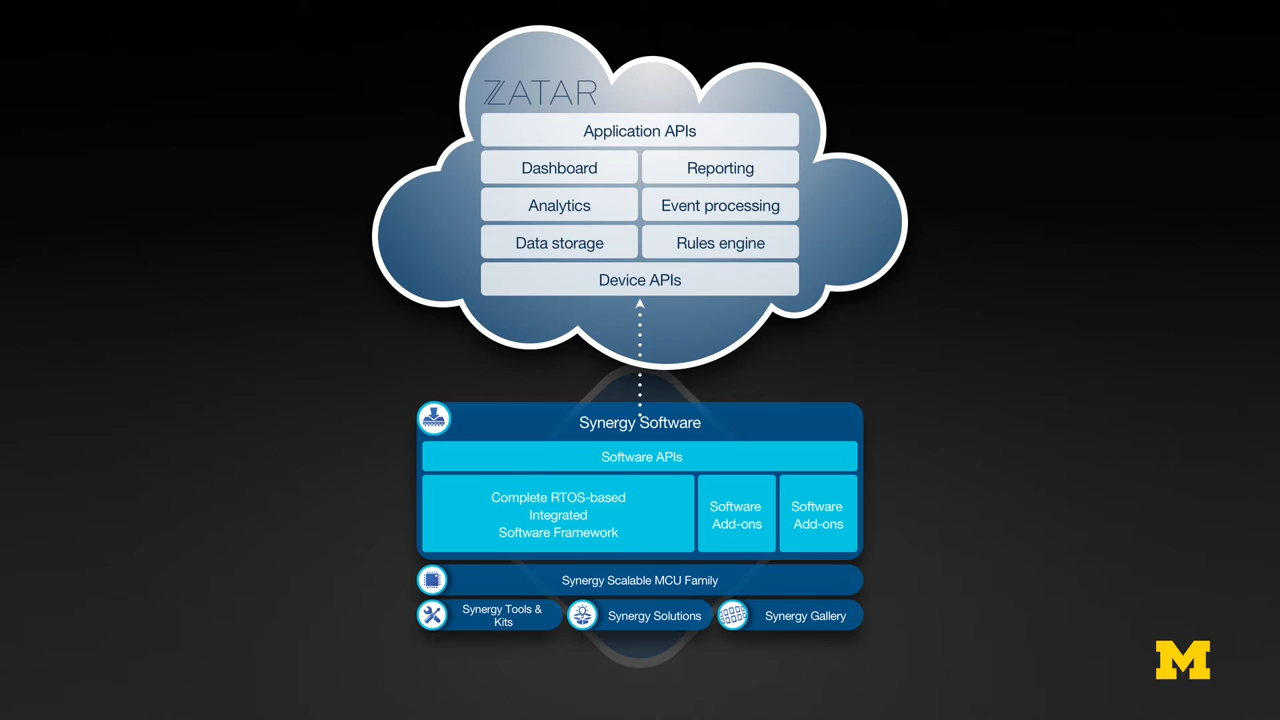 ZATAR
Application APIs
Dashboard
Reporting
Analytics
Event processing
Data storage
Rules engine
Device APIs
Synergy Software
Software APIs
Complete RTOS-based
Integrated
Software Framework
Software
Add-ons
Software
Add-ons
Synergy Scalable MCU Family
Synergy Tools &
Kits
Synergy Solutions
Synergy Gallery
M